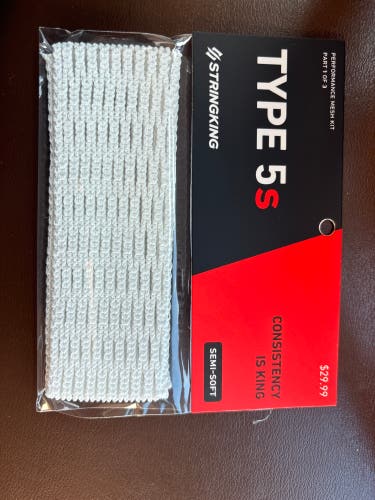 PERFORMANCE MESH KIT
PART 1 OF 3
TYPE 5s
STRINGKING
$29.99
CONSISTENCY
IS KING
SEMI-SOFT